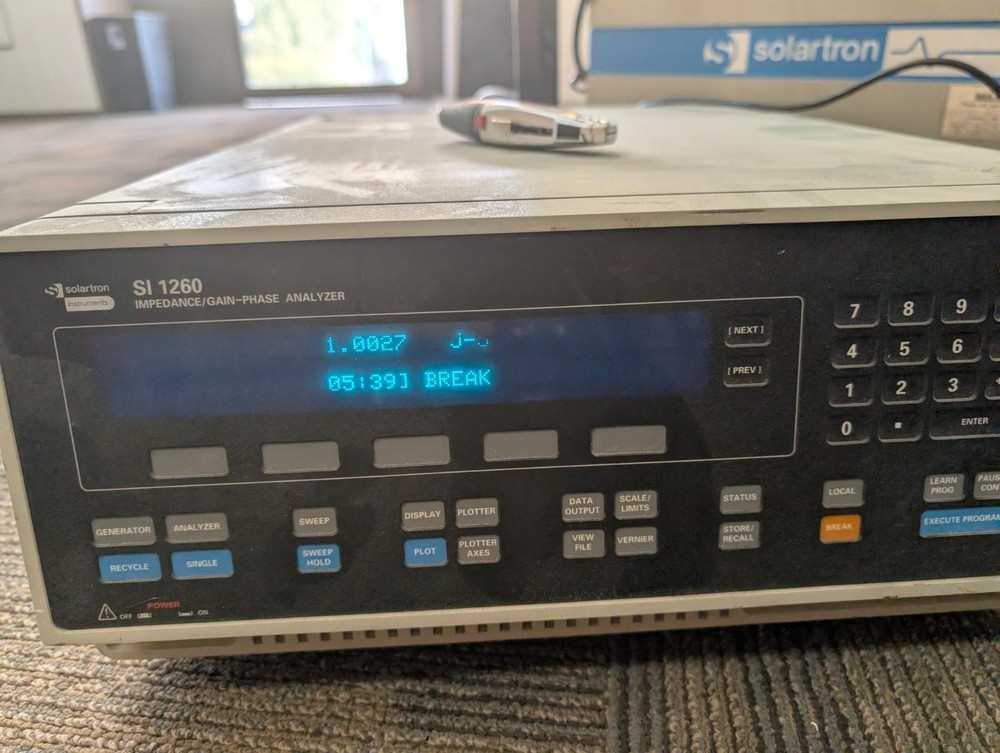 solartron
solartron
instruments
SI 1260
IMPEDANCE/GAIN-PHASE ANALYZER
1.0027
05:39] BREAK
[ NEXT ]
[ PREV ]
7 8 9
4 5 6
1 2 3
0 . ENTER
GENERATOR ANALYZER SWEEP DISPLAY PLOTTER DATA OUTPUT SCALE/ LIMITS STATUS LOCAL LEARN PROG
RECYCLE SINGLE SWEEP HOLD PLOT PLOTTER AXES VIEW FILE VERNIER STORE/ RECALL BREAK
POWER
OFF ON